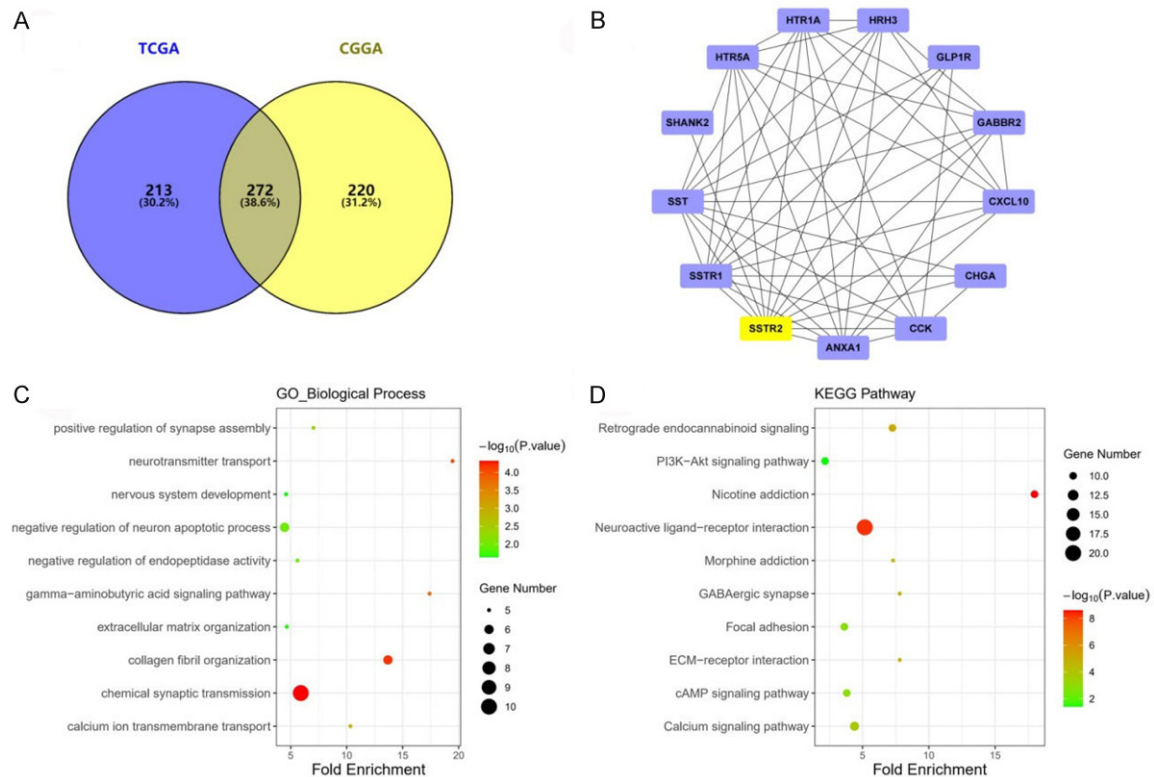 A
TCGA
CGGA
213
(30.2%)
272
(38.6%)
220
(31.2%)
B
HTR1A
HRH3
HTR5A
GLP1R
SHANK2
GABBR2
SST
CXCL10
SSTR1
CHGA
SSTR2
CCK
ANXA1
C
GO_Biological Process
positive regulation of synapse assembly
neurotransmitter transport
nervous system development
negative regulation of neuron apoptotic process
negative regulation of endopeptidase activity
gamma−aminobutyric acid signaling pathway
extracellular matrix organization
collagen fibril organization
chemical synaptic transmission
calcium ion transmembrane transport
5
10
15
20
Fold Enrichment
−log10(P.value)
4.0
3.5
3.0
2.5
2.0
Gene Number
5
6
7
8
9
10
D
KEGG Pathway
Retrograde endocannabinoid signaling
PI3K−Akt signaling pathway
Nicotine addiction
Neuroactive ligand−receptor interaction
Morphine addiction
GABAergic synapse
Focal adhesion
ECM−receptor interaction
cAMP signaling pathway
Calcium signaling pathway
5
10
15
Fold Enrichment
Gene Number
10.0
12.5
15.0
17.5
20.0
−log10(P.value)
8
6
4
2